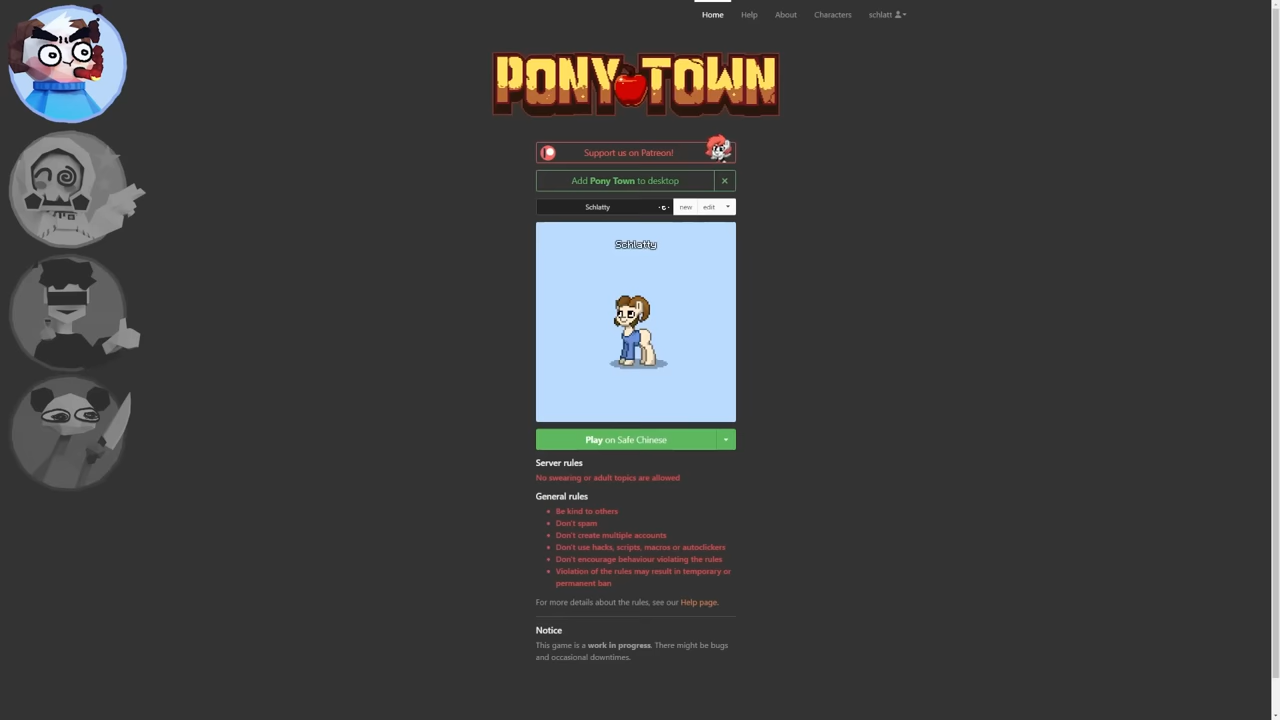 Home Help About Characters schlatt
PONY TOWN
Support us on Patreon!
Add Pony Town to desktop
Schlatty new edit
Schlatty
Play on Safe Chinese
Server rules
No swearing or adult topics are allowed
General rules
Be kind to others
Don't spam
Don't create multiple accounts
Don't use hacks, scripts, macros or autoclickers
Don't encourage behaviour violating the rules
Violation of the rules may result in temporary or
permanent ban
For more details about the rules, see our Help page.
Notice
This game is a work in progress. There might be bugs
and occasional downtimes.